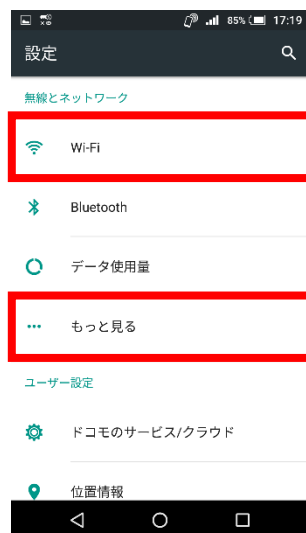 85% 17:19
設定
無線とネットワーク
Wi-Fi
Bluetooth
データ使用量
もっと見る
ユーザー設定
ドコモのサービス/クラウド
位置情報